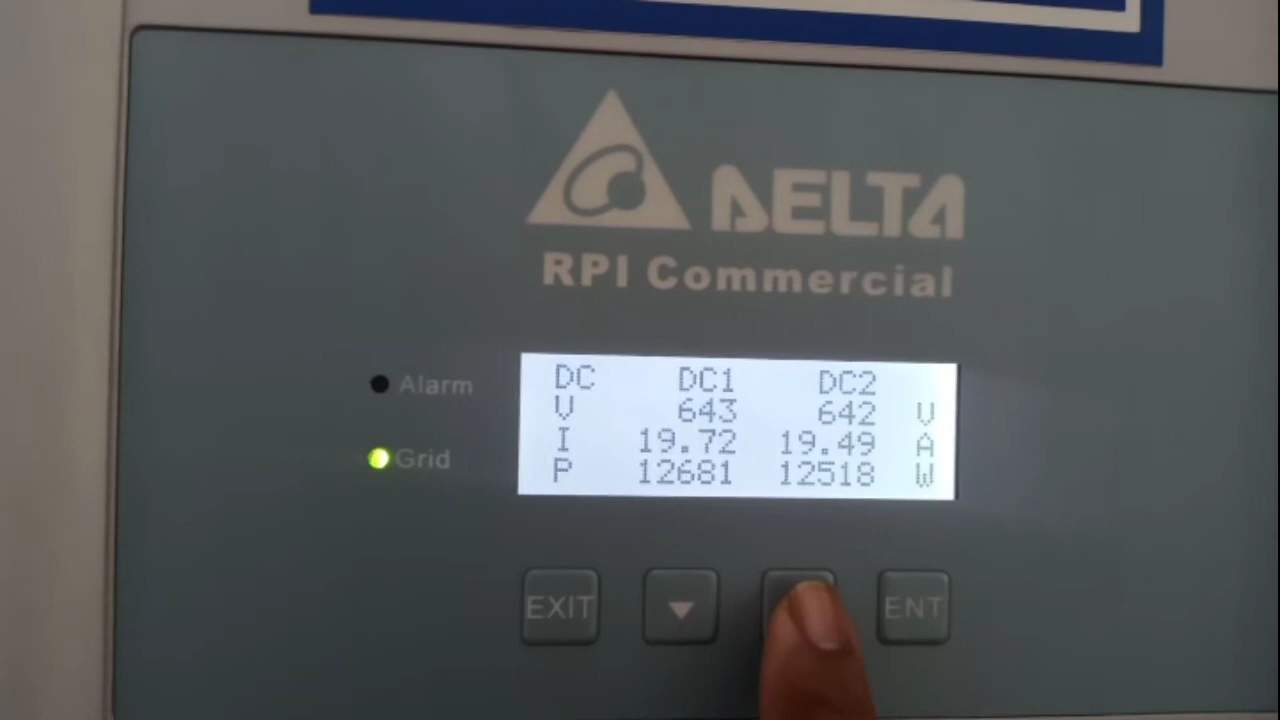 DELTA
RPI Commercial
Alarm
Grid
DC DC1 DC2
V 643 642 V
I 19.72 19.49 A
P 12681 12518 W
EXIT
ENT